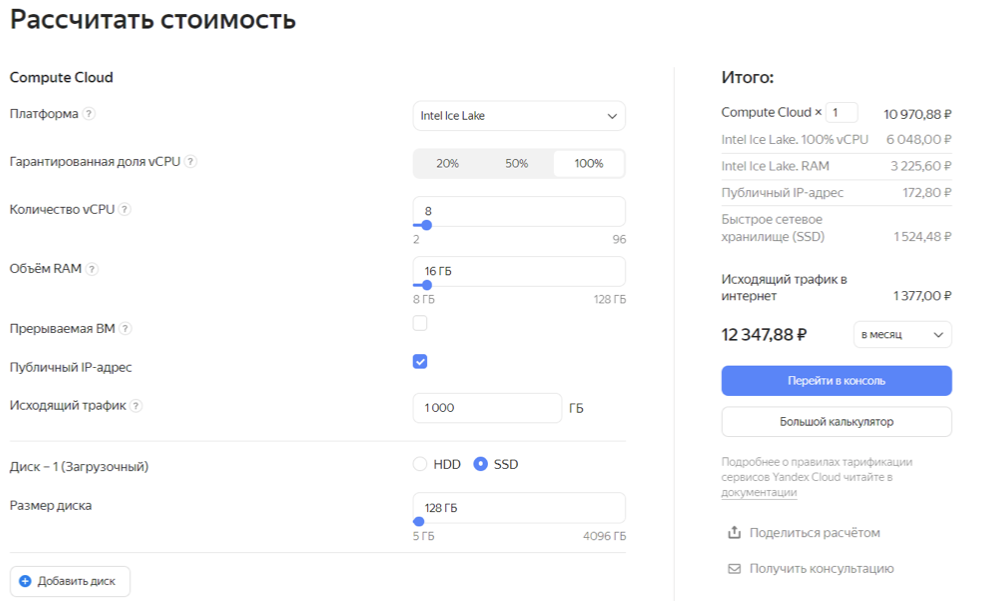 Рассчитать стоимость
Compute Cloud
Платформа ?
Intel Ice Lake
Гарантированная доля vCPU ?
20% 50% 100%
Количество vCPU ?
8
2 96
Объём RAM ?
16 ГБ
8 ГБ 128 ГБ
Прерываемая ВМ ?
Публичный IP-адрес
Исходящий трафик ?
1 000 ГБ
Диск – 1 (Загрузочный)
HDD SSD
Размер диска
128 ГБ
5 ГБ 4096 ГБ
Добавить диск
Итого:
Compute Cloud × 1 10 970,88 ₽
Intel Ice Lake. 100% vCPU 6 048,00 ₽
Intel Ice Lake. RAM 3 225,60 ₽
Публичный IP-адрес 172,80 ₽
Быстрое сетевое
хранилище (SSD) 1 524,48 ₽
Исходящий трафик в
интернет 1 377,00 ₽
12 347,88 ₽ в месяц
Перейти в консоль
Большой калькулятор
Подробнее о правилах тарификации
сервисов Yandex Cloud читайте в
документации
Поделиться расчётом
Получить консультацию